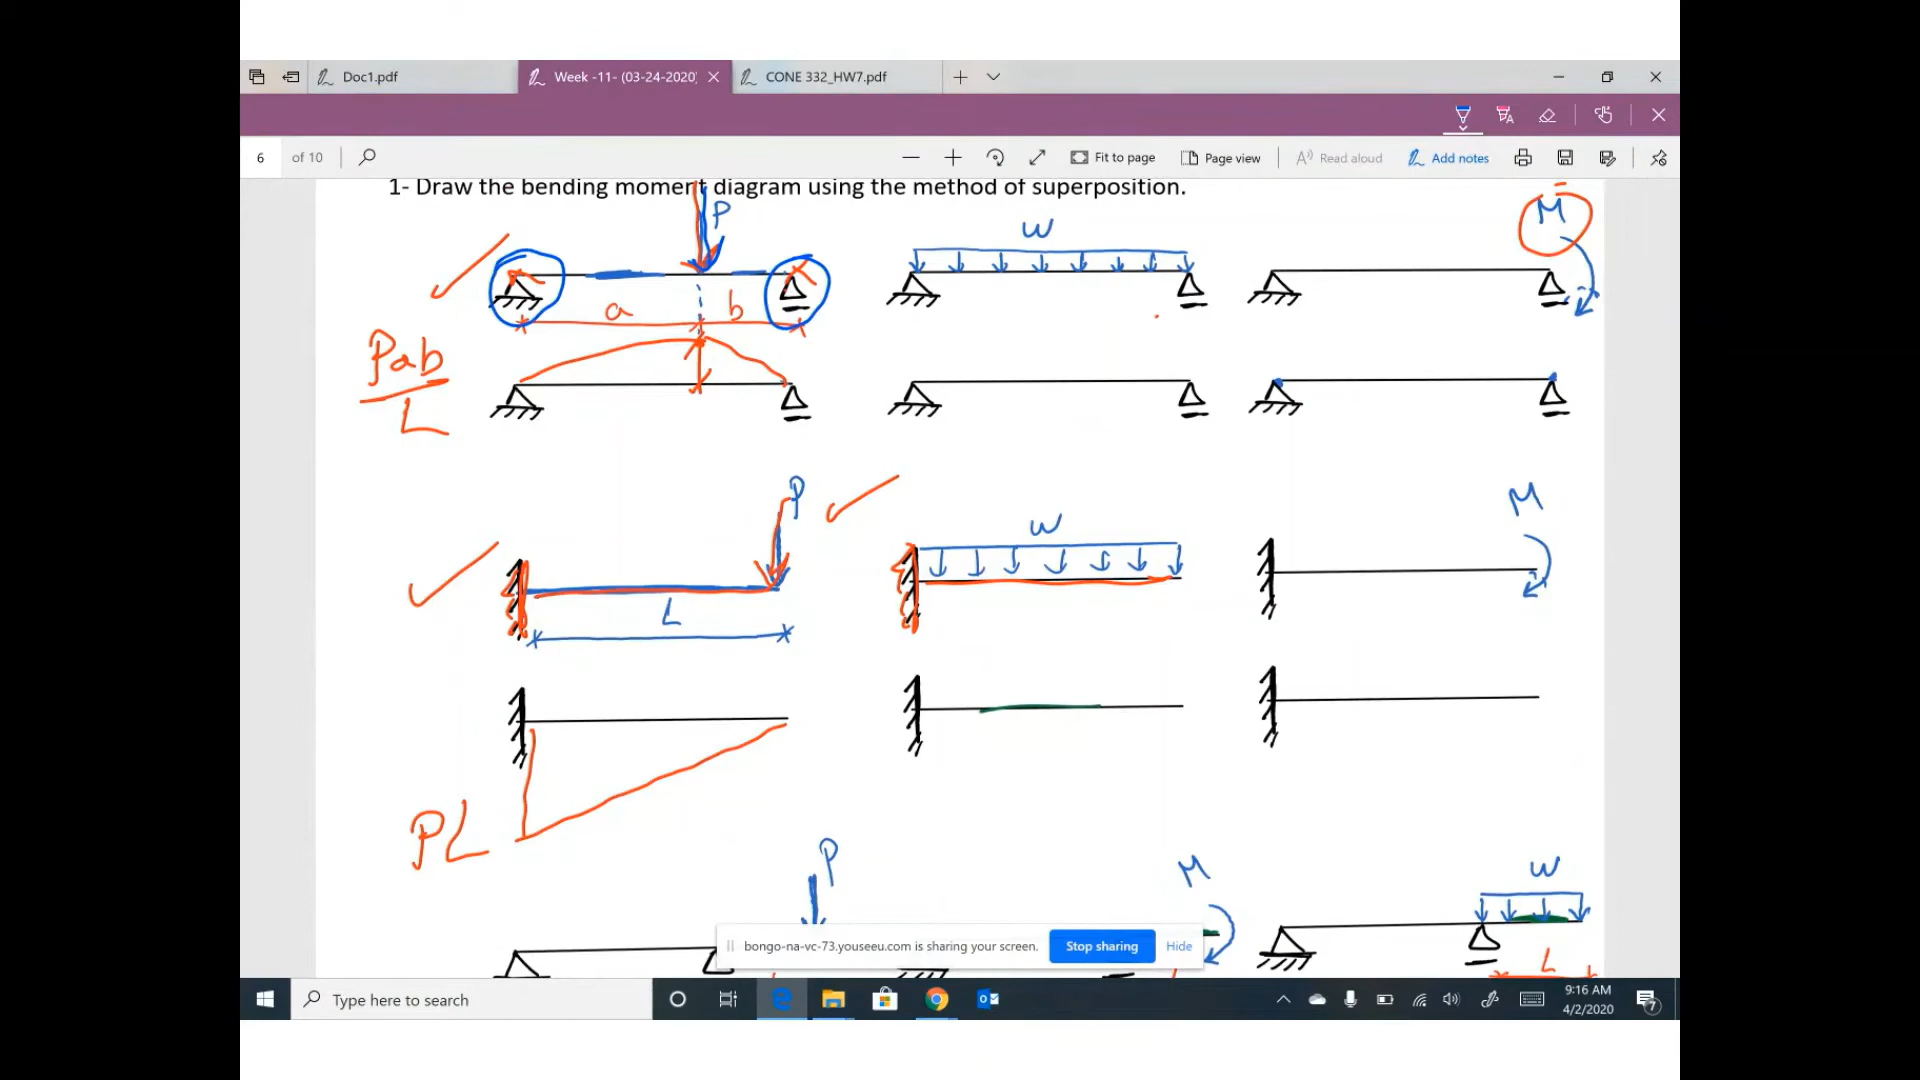 Doc1.pdf
Week -11- (03-24-2020)
CONE 332_HW7.pdf
6 of 10
Fit to page
Page view
Read aloud
Add notes
1- Draw the bending moment diagram using the method of superposition.
P
W
M
a
b
Pab
L
P
W
M
L
PL
P
M
W
L
bongo-na-vc-73.youseeu.com is sharing your screen.
Stop sharing
Hide
Type here to search
9:16 AM
4/2/2020
7